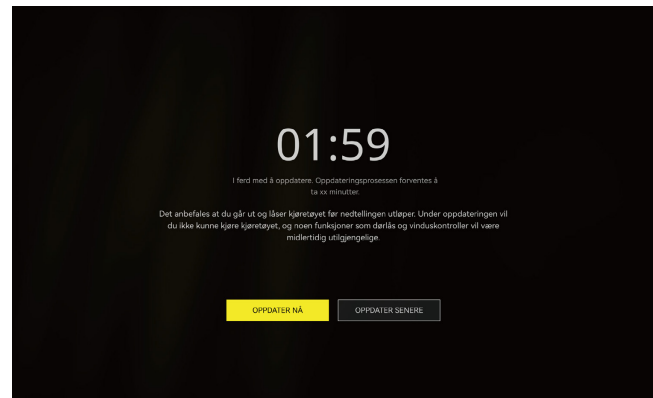 01:59
I ferd med å oppdatere. Oppdateringsprosessen forventes å
ta xx minutter.
Det anbefales at du går ut og låser kjøretøyet før nedtellingen utløper. Under oppdateringen vil
du ikke kunne kjøre kjøretøyet, og noen funksjoner som dørlås og vinduskontroller vil være
midlertidig utilgjengelige.
OPPDATER NÅ
OPPDATER SENERE